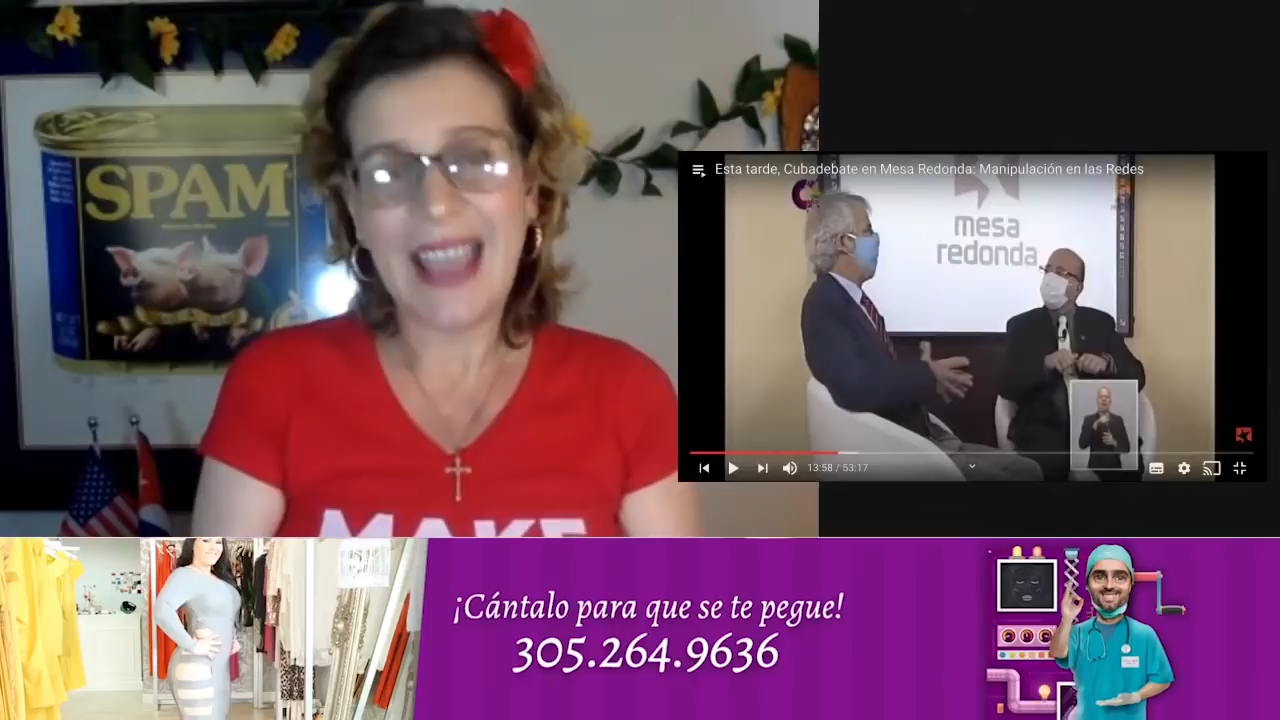 SPAM
MAKE
Esta tarde, Cubadebate en Mesa Redonda: Manipulación en las Redes
mesa
redonda
13:58 / 53:17
¡Cántalo para que se te pegue!
305.264.9636